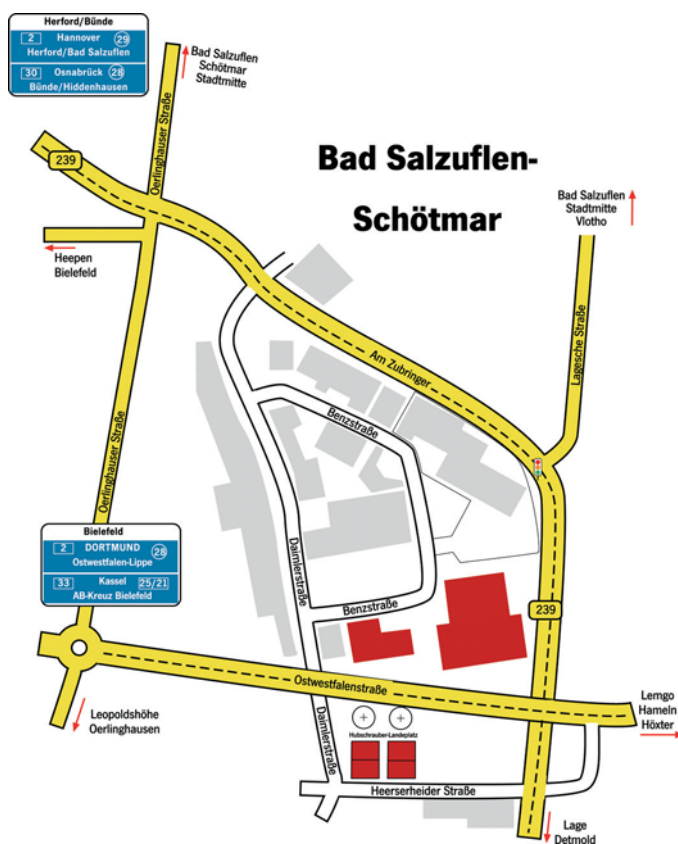 Herford/Bünde
2 Hannover 29
Herford/Bad Salzuflen
30 Osnabrück 28
Bünde/Hiddenhausen
Bad Salzuflen
Schötmar
Stadtmitte
Oerlinghauser Straße
239
Bad Salzuflen-
Schötmar
Bad Salzuflen
Stadtmitte
Vlotho
Heepen
Bielefeld
Lagesche Straße
Am Zubringer
Benzstraße
Oerlinghauser Straße
Bielefeld
2 DORTMUND 28
Ostwestfalen-Lippe
33 Kassel 25/21
AB-Kreuz Bielefeld
Daimlerstraße
Benzstraße
239
Ostwestfalenstraße
Lemgo
Hameln
Höxter
Leopoldshöhe
Oerlinghausen
Daimlerstraße
Hubschrauber-Landeplatz
Heerserheider Straße
Lage
Detmold